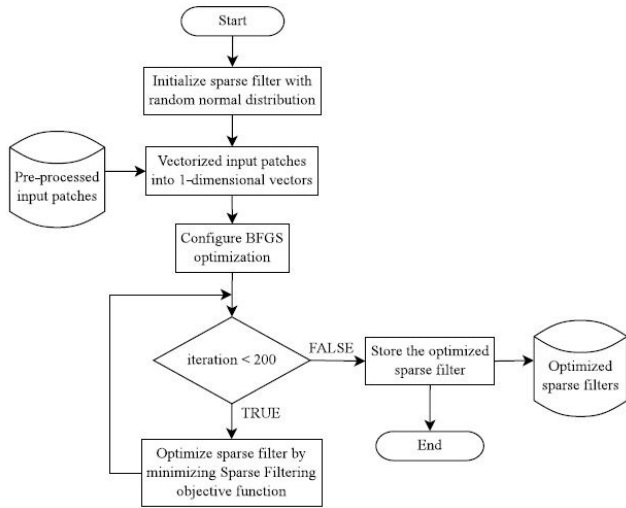 Start
Initialize sparse filter with
random normal distribution
Pre-processed
input patches
Vectorized input patches
into 1-dimensional vectors
Configure BFGS
optimization
iteration < 200
FALSE
TRUE
Store the optimized
sparse filter
Optimized
sparse filters
End
Optimize sparse filter by
minimizing Sparse Filtering
objective function